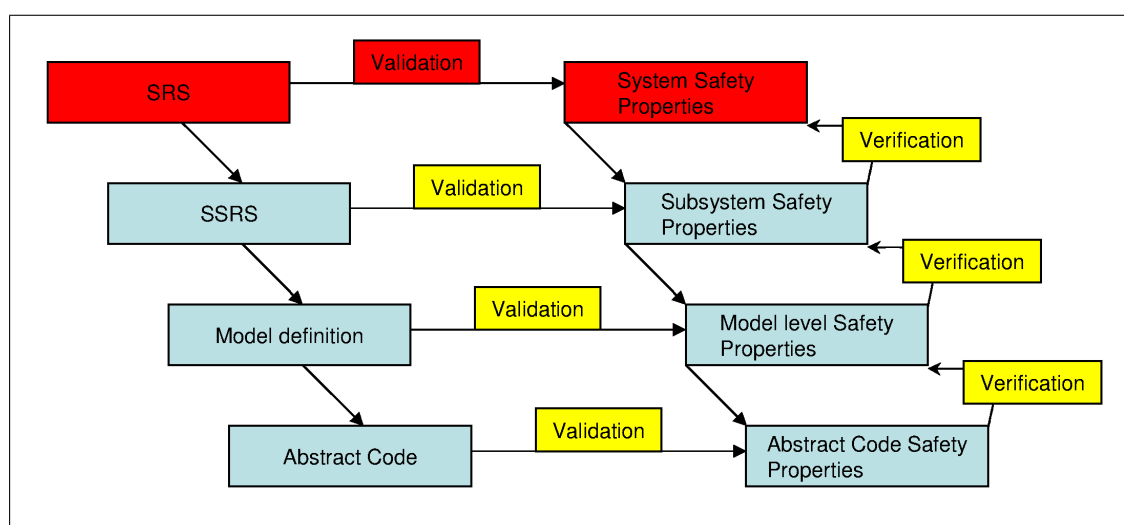 Validation
SRS
System Safety
Properties
Verification
Validation
SSRS
Subsystem Safety
Properties
Verification
Validation
Model definition
Model level Safety
Properties
Verification
Validation
Abstract Code
Abstract Code Safety
Properties